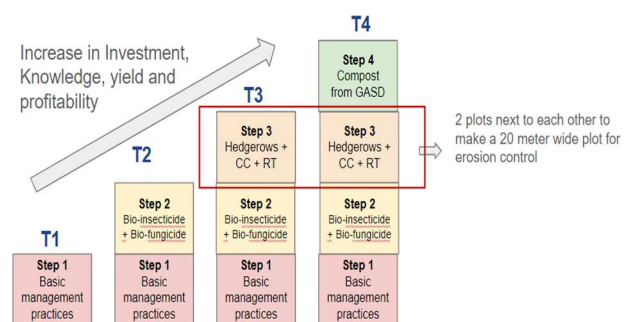 Increase in Investment,
Knowledge, yield and
profitability
T4
Step 4
Compost
from GASD
T3
Step 3
Hedgerows +
CC + RT
Step 3
Hedgerows +
CC + RT
2 plots next to each other to
make a 20 meter wide plot for
erosion control
T2
Step 2
Bio-insecticide
+ Bio-fungicide
Step 2
Bio-insecticide
+ Bio-fungicide
Step 2
Bio-insecticide
+ Bio-fungicide
T1
Step 1
Basic
management
practices
Step 1
Basic
management
practices
Step 1
Basic
management
practices
Step 1
Basic
management
practices